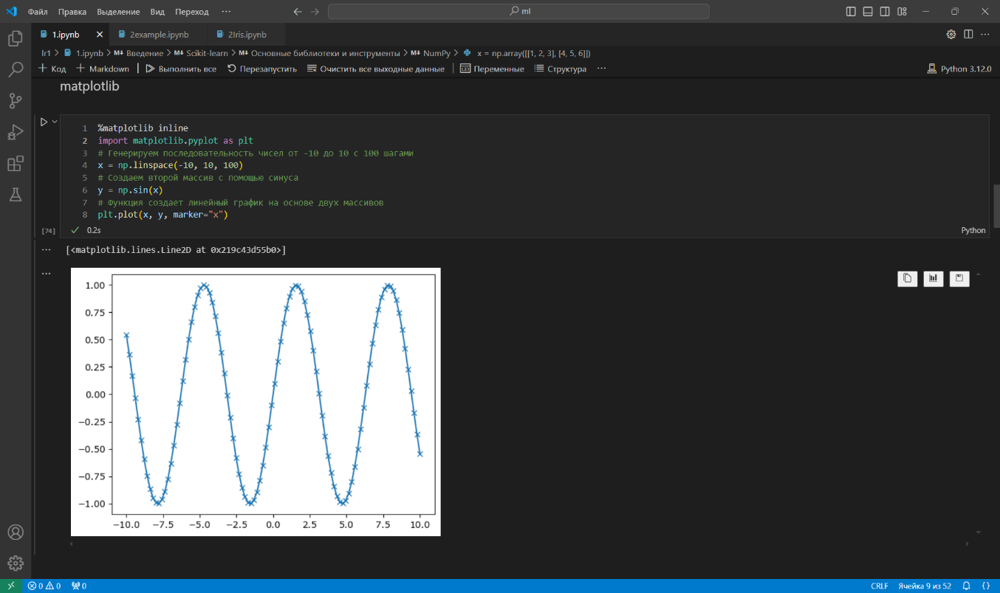 Файл Правка Выделение Вид Переход ···
ml
1.ipynb 2example.ipynb 2Iris.ipynb
lr1 > 1.ipynb > M↓ Введение > M↓ Scikit-learn > M↓ Основные библиотеки и инструменты > M↓ NumPy > x = np.array([[1, 2, 3], [4, 5, 6]])
+ Код + Markdown Выполнить все Перезапустить Очистить все выходные данные Переменные Структура ··· Python 3.12.0
matplotlib
1 %matplotlib inline
2 import matplotlib.pyplot as plt
3 # Генерируем последовательность чисел от -10 до 10 с 100 шагами
4 x = np.linspace(-10, 10, 100)
5 # Создаем второй массив с помощью синуса
6 y = np.sin(x)
7 # Функция создает линейный график на основе двух массивов
8 plt.plot(x, y, marker="x")
[74] 0.2s Python
[<matplotlib.lines.Line2D at 0x219c43d55b0>]
1.00
0.75
0.50
0.25
0.00
−0.25
−0.50
−0.75
−1.00
−10.0 −7.5 −5.0 −2.5 0.0 2.5 5.0 7.5 10.0
0 0 0 CRLF Ячейка 9 из 52